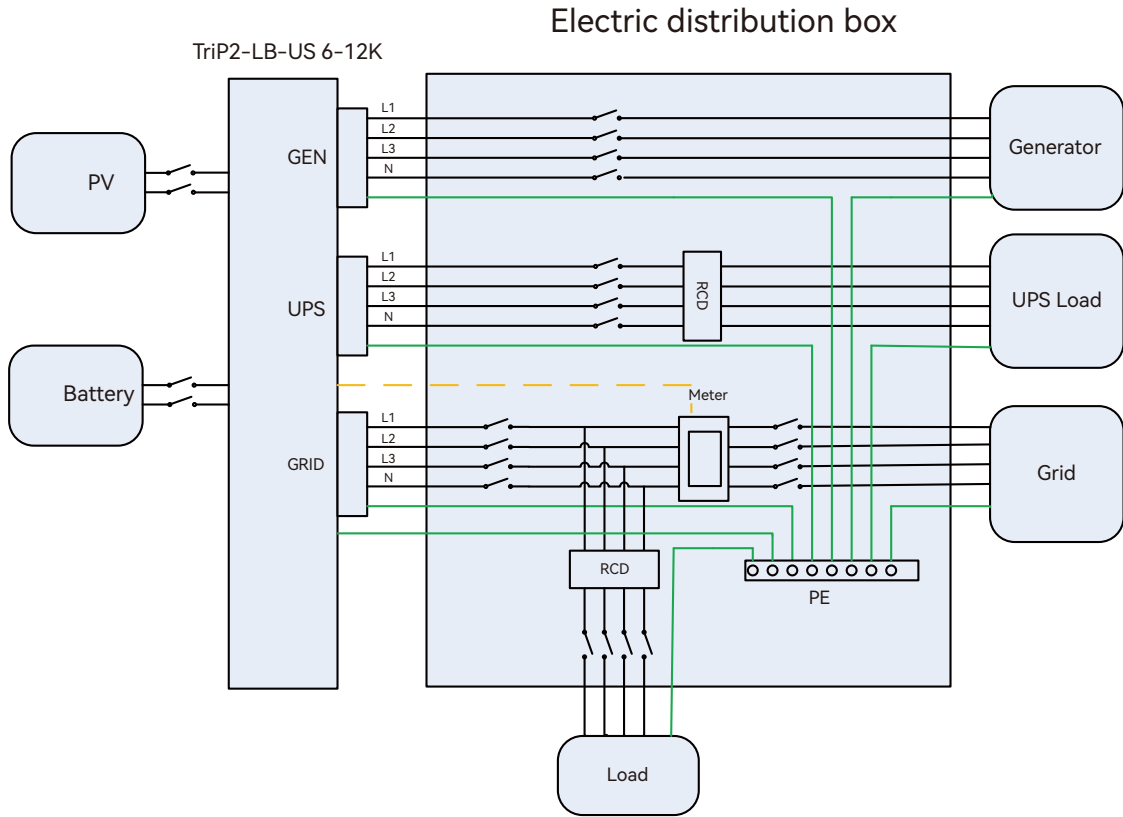 Electric distribution box
TriP2-LB-US 6-12K
PV
Battery
GEN
L1
L2
L3
N
Generator
UPS
L1
L2
L3
N
RCD
UPS Load
Meter
GRID
L1
L2
L3
N
Grid
RCD
PE
Load